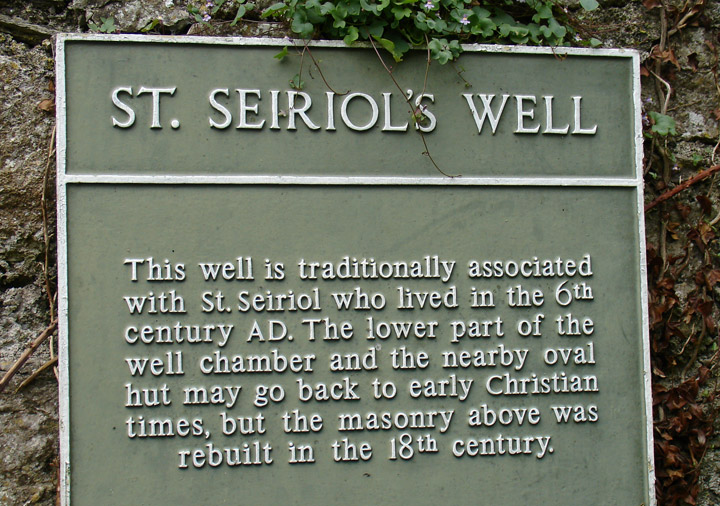 ST. SEIRIOL'S WELL
This well is traditionally associated
with St. Seiriol who lived in the 6th
century AD. The lower part of the
well chamber and the nearby oval
hut may go back to early Christian
times, but the masonry above was
rebuilt in the 18th century.